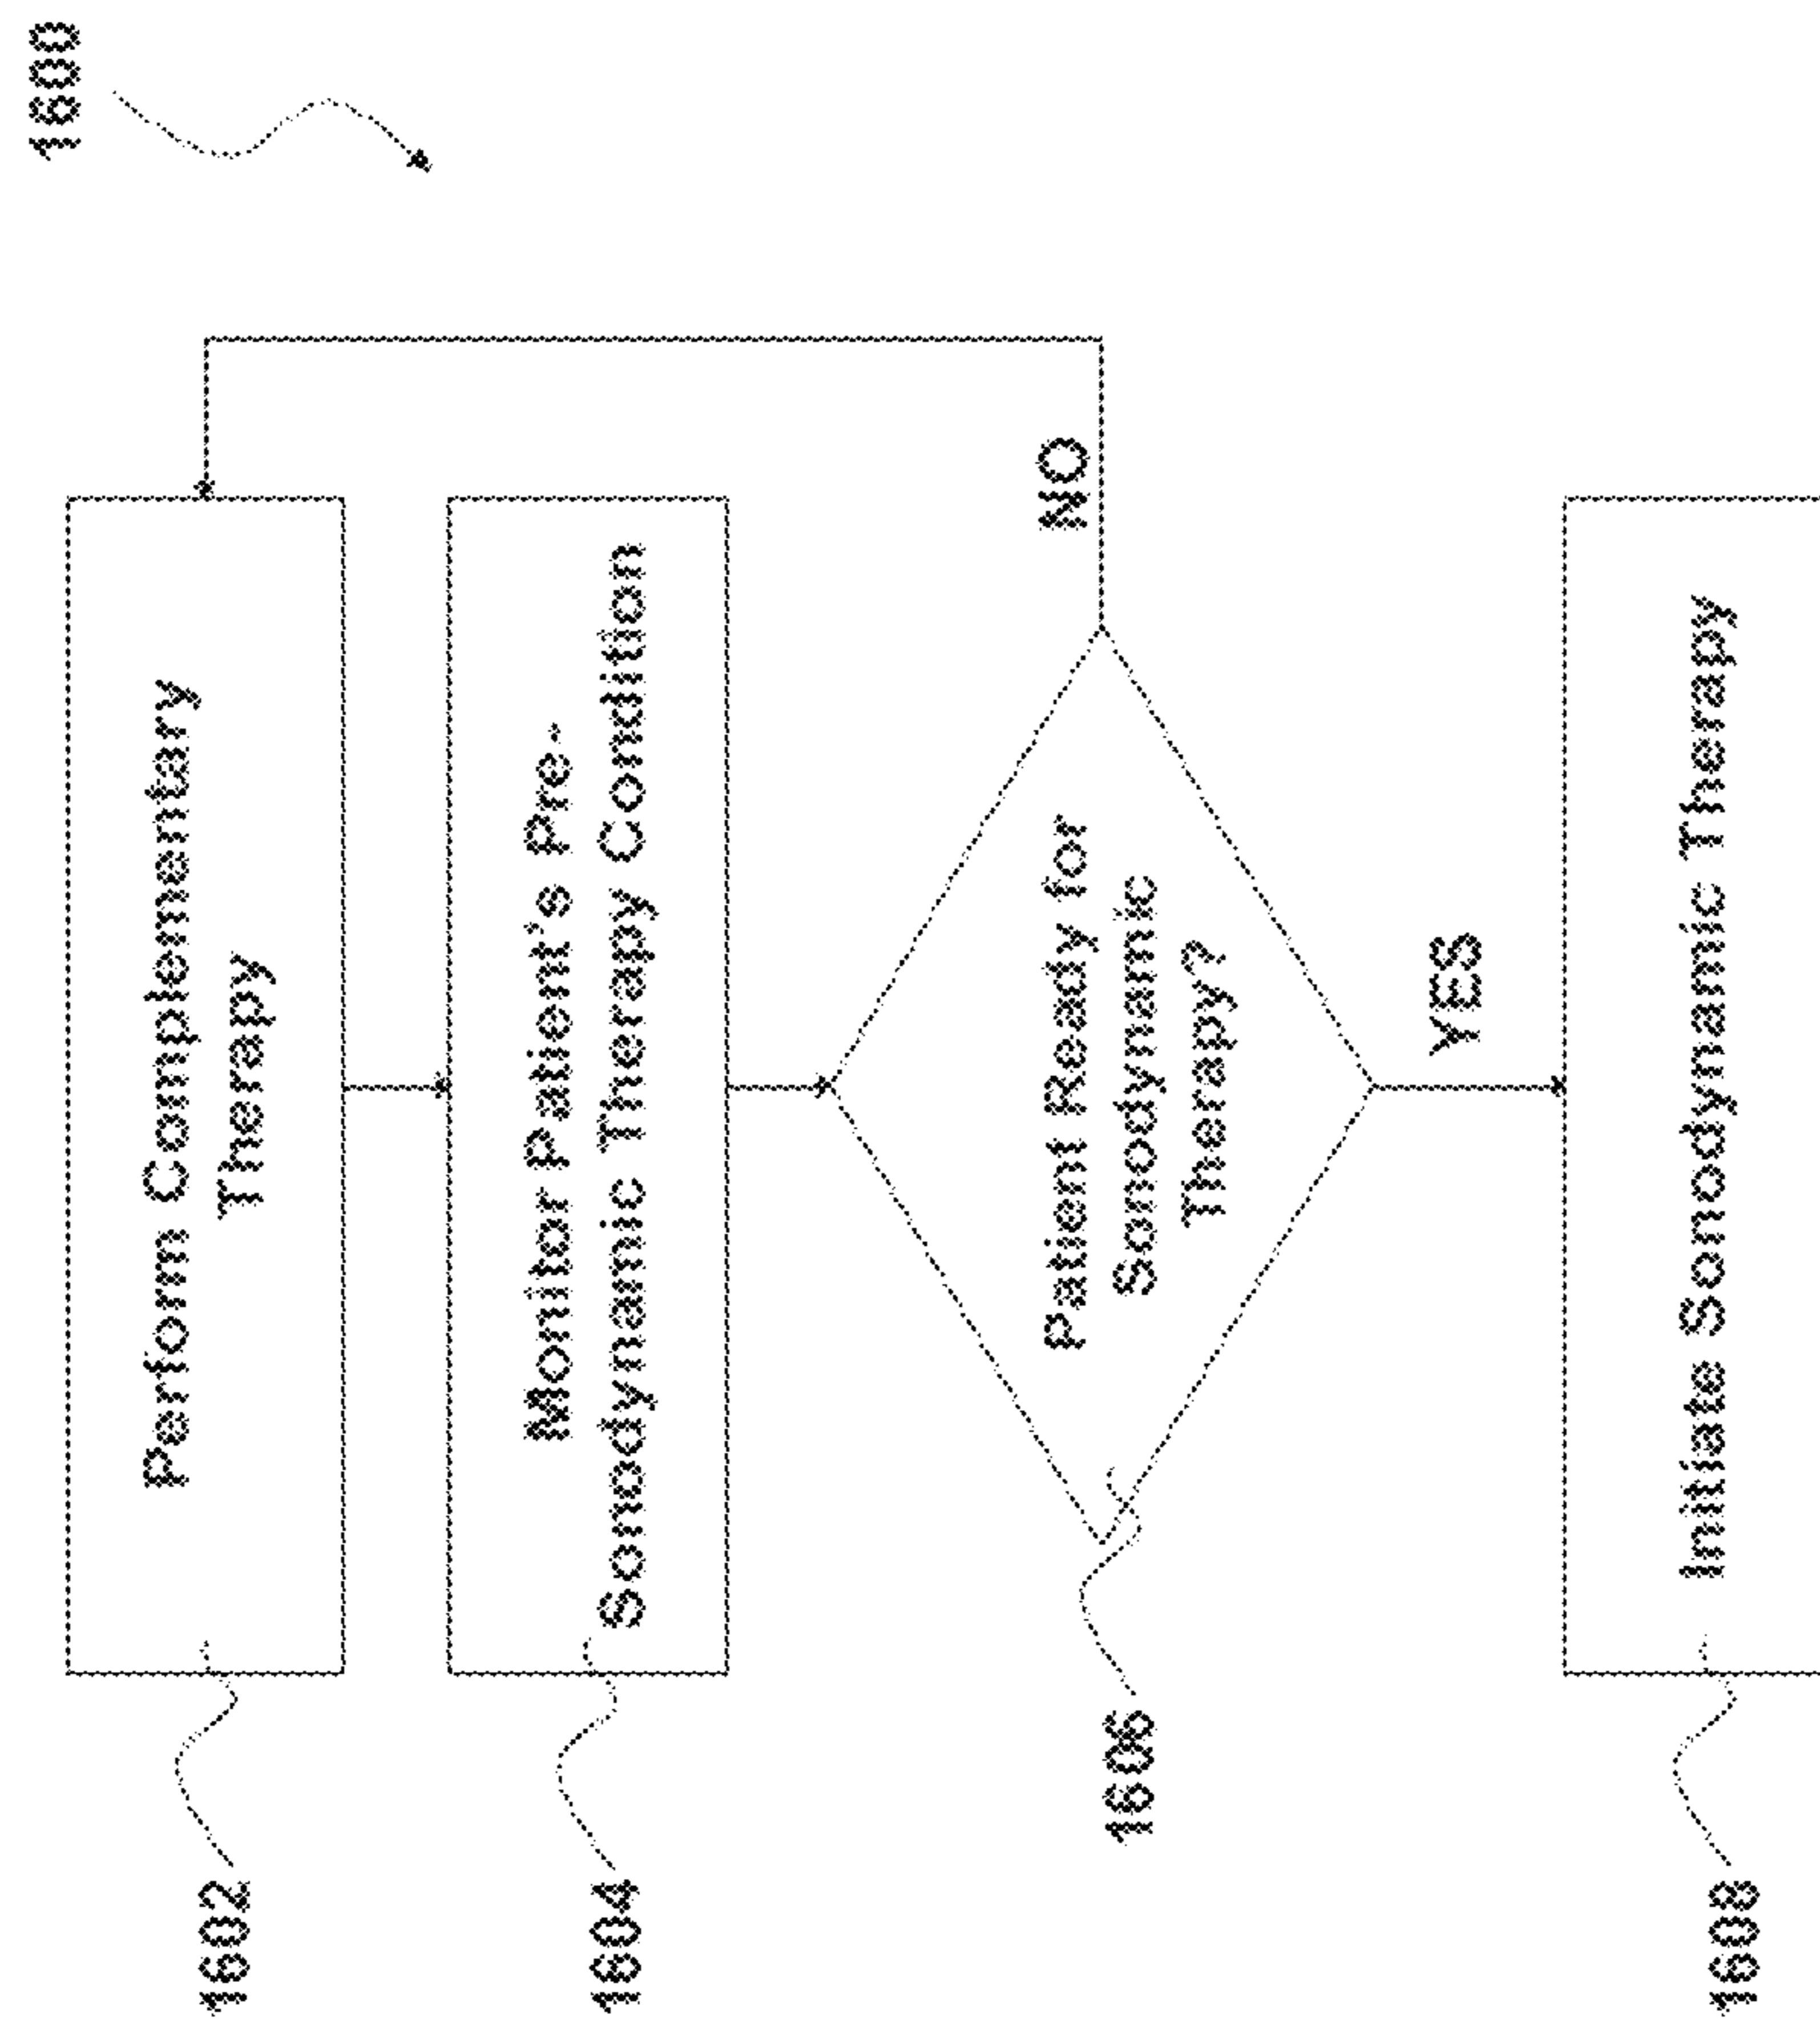 1600
1602
Perform Complementary
Therapy
1604
Monitor Patient's Pre-
Sonodynamic Therapy Condition
1606
Patient Ready for
Sonodynamic
Therapy?
NO
YES
1608
Initiate Sonodynamic Therapy